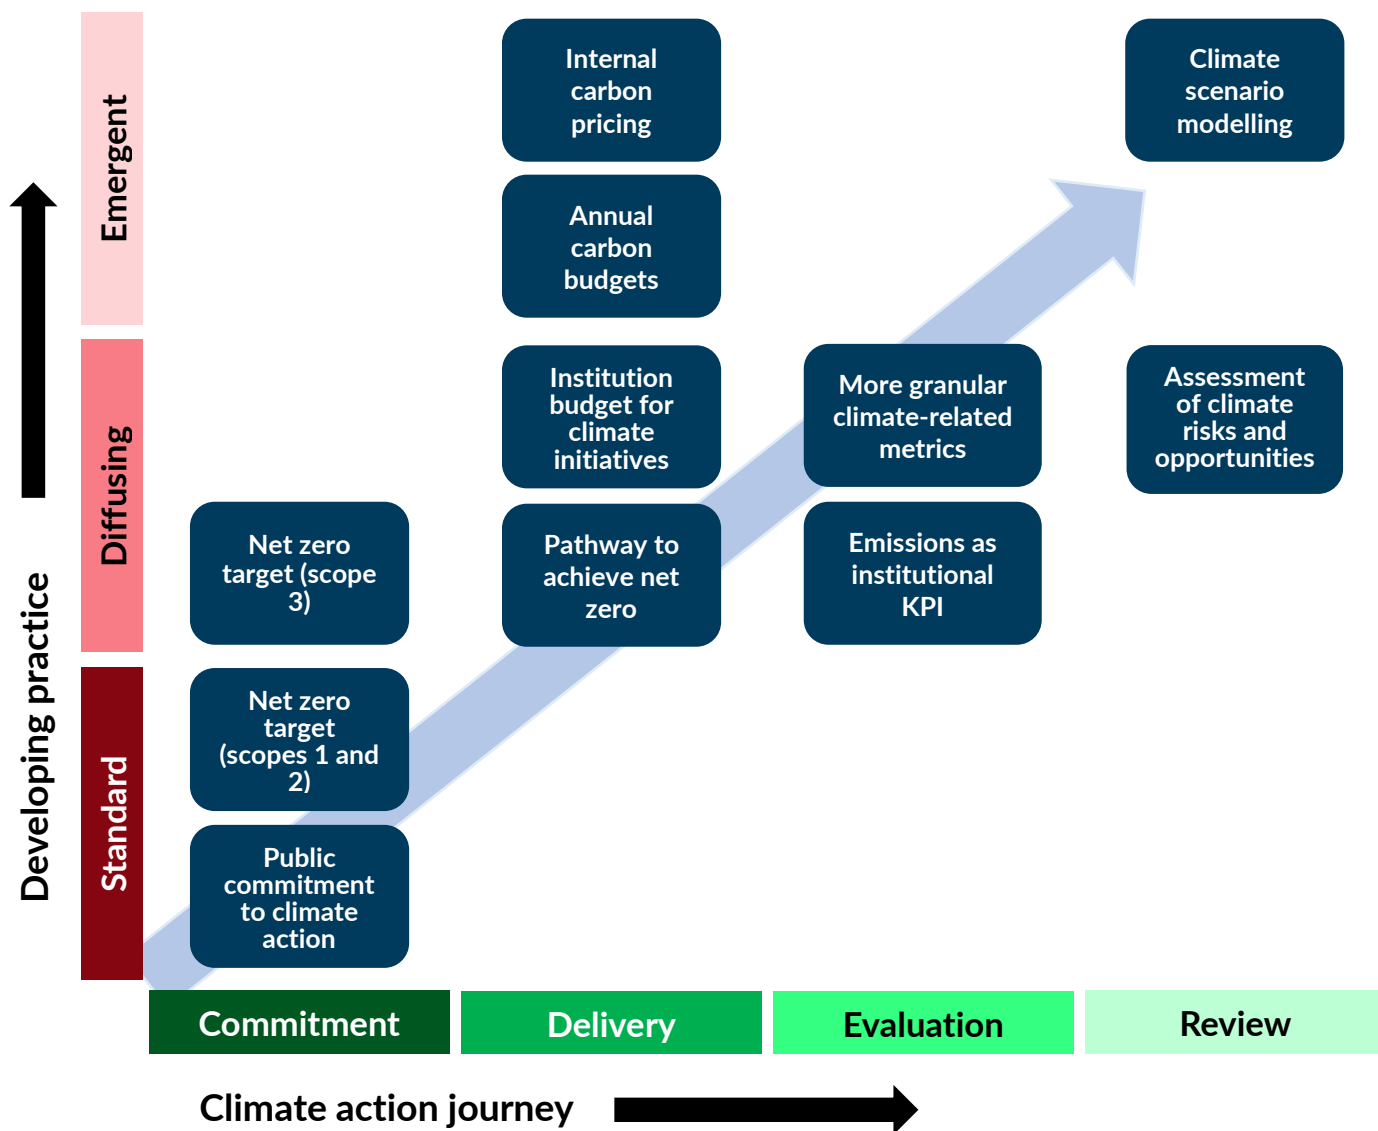 Internal
carbon
pricing
Climate
scenario
modelling
Emergent
Annual
carbon
budgets
Institution
budget for
climate
initiatives
More granular
climate-related
metrics
Assessment
of climate
risks and
opportunities
Diffusing
Net zero
target (scope
3)
Pathway to
achieve net
zero
Emissions as
institutional
KPI
Developing practice
Net zero
target
(scopes 1 and
2)
Standard
Public
commitment
to climate
action
Commitment
Delivery
Evaluation
Review
Climate action journey